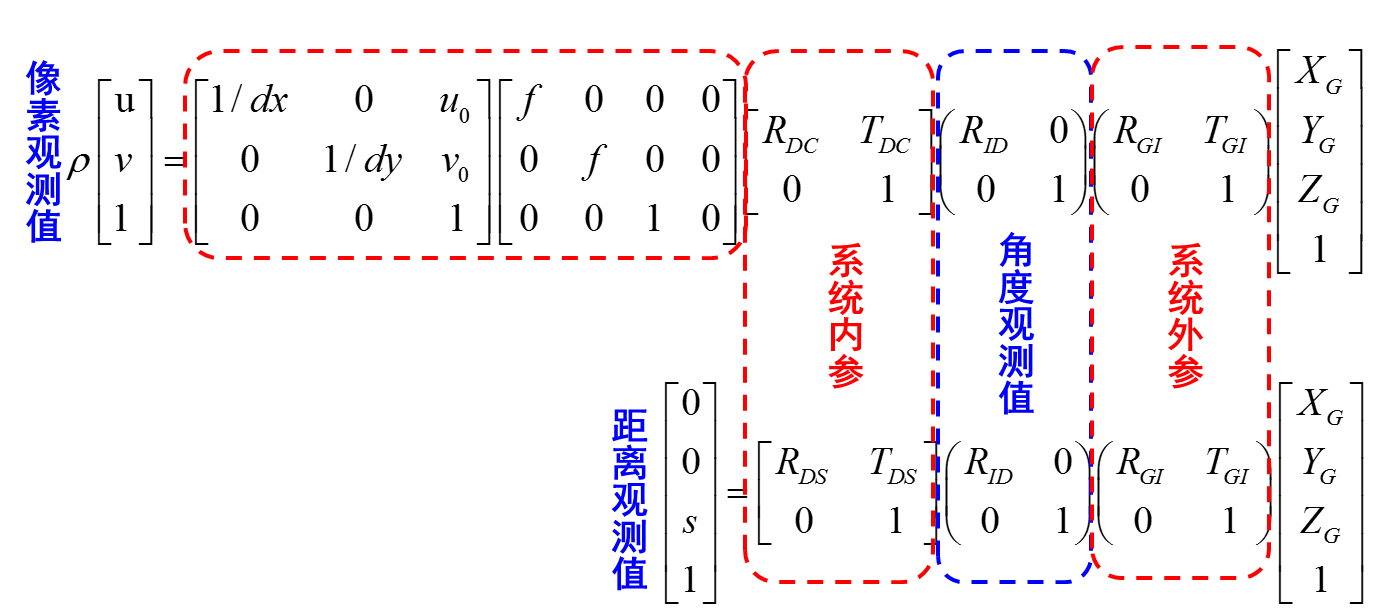 像素观测值
ρ [u v 1] = [1/dx 0 u₀; 0 1/dy v₀; 0 0 1] [f 0 0 0; 0 f 0 0; 0 0 1 0] [R_DC T_DC; 0 1] (R_ID 0; 0 1) (R_GI T_GI; 0 1) [X_G Y_G Z_G 1]
系统内参
角度观测值
系统外参
距离观测值
[0 0 s 1] = [R_DS T_DS; 0 1] (R_ID 0; 0 1) (R_GI T_GI; 0 1) [X_G Y_G Z_G 1]